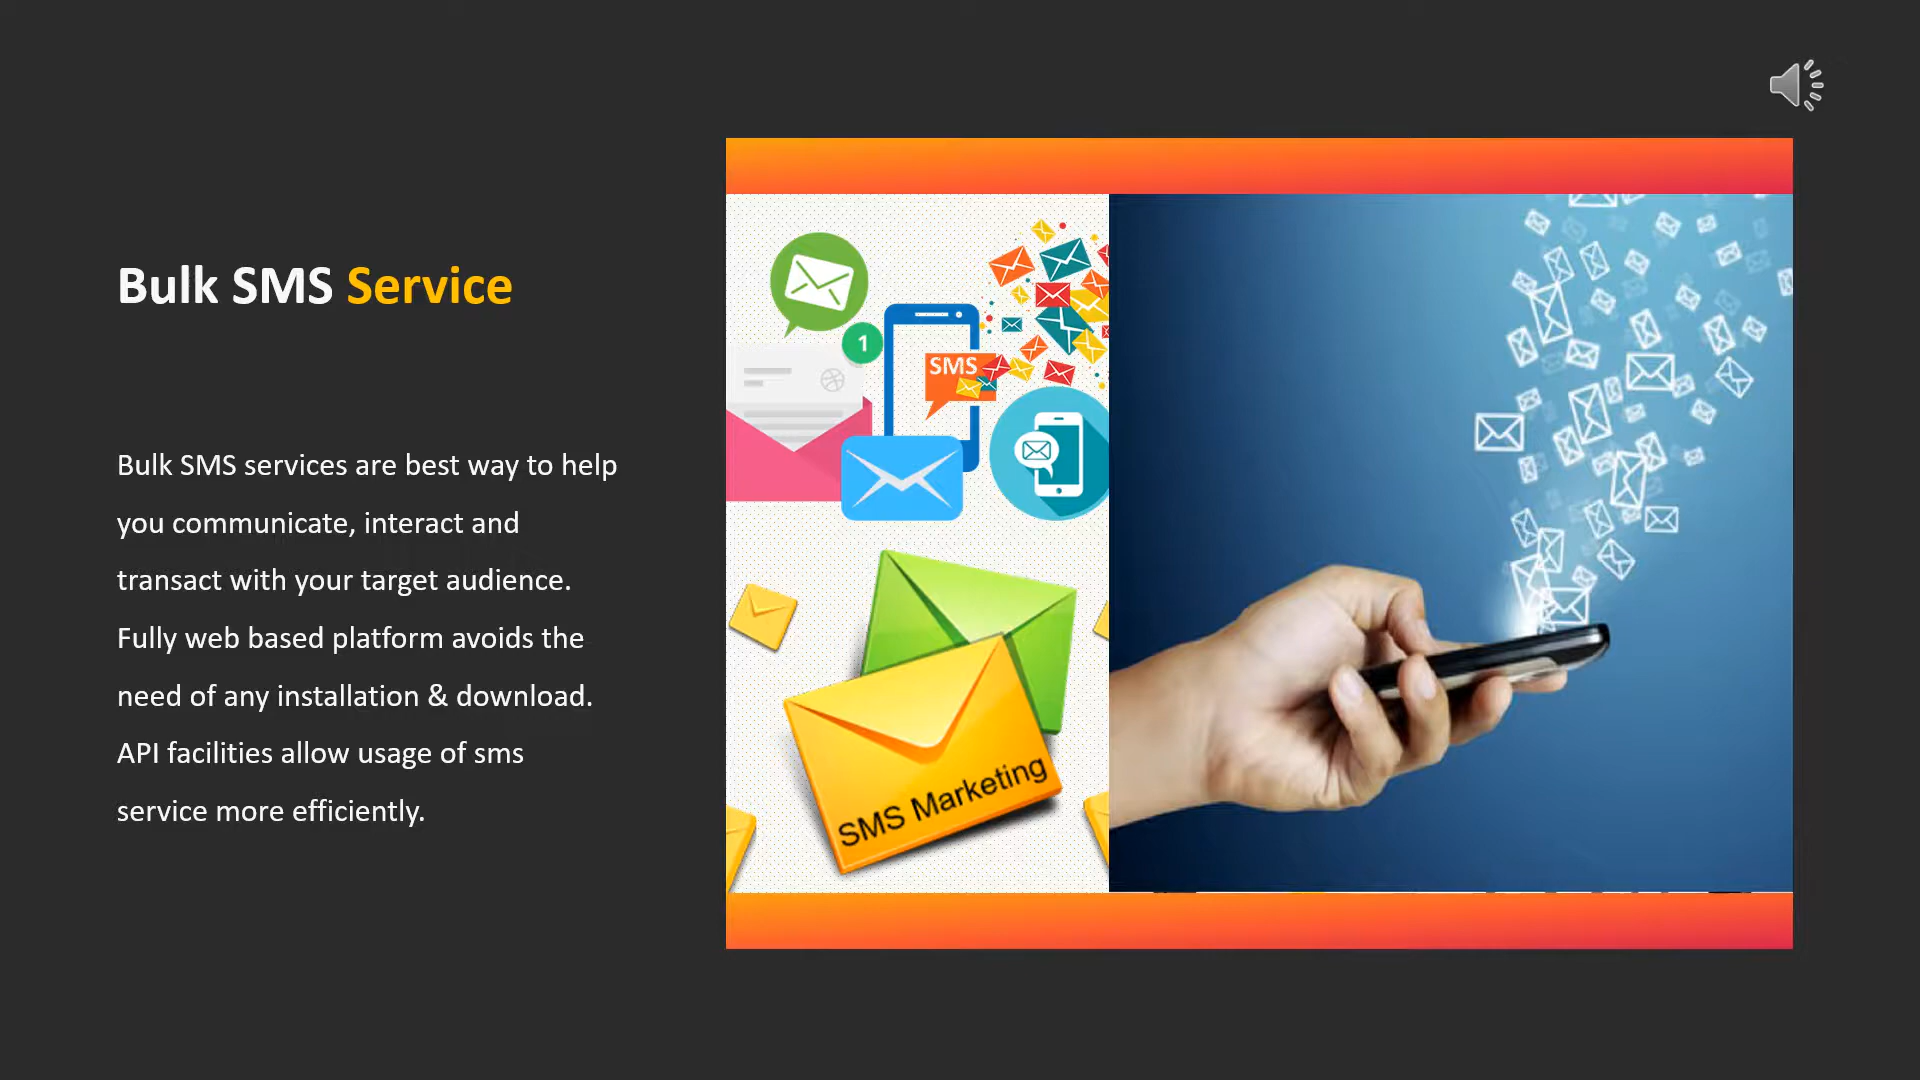 Bulk SMS Service
Bulk SMS services are best way to help
you communicate, interact and
transact with your target audience.
Fully web based platform avoids the
need of any installation & download.
API facilities allow usage of sms
service more efficiently.
1
SMS
SMS Marketing